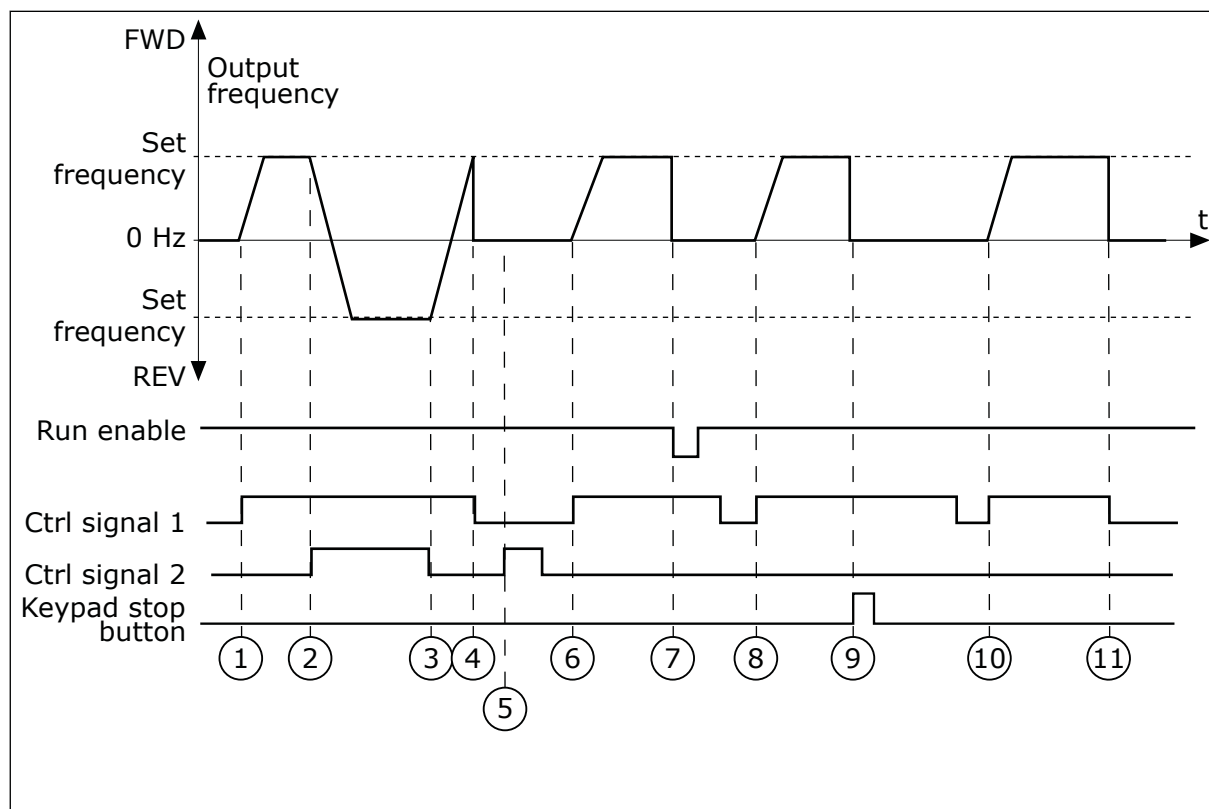 FWD
Output
frequency
Set
frequency
0 Hz
t
Set
frequency
REV
Run enable
Ctrl signal 1
Ctrl signal 2
Keypad stop
button
1 2 3 4 6 7 8 9 10 11
5